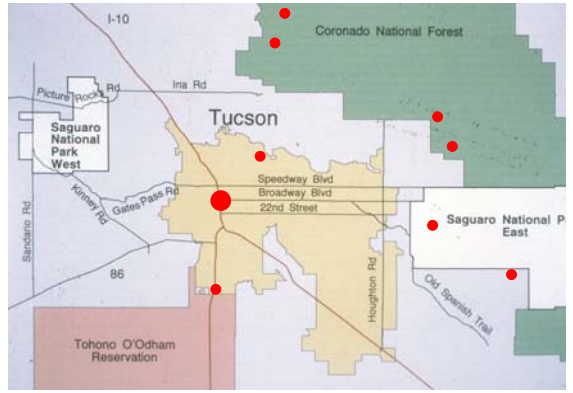 I-10
Coronado National Forest
Picture Rocks Rd
Ina Rd
Tucson
Saguaro
National
Park
West
Speedway Blvd
Broadway Blvd
22nd Street
Gates Pass Rd
Kinney Rd
Sandario Rd
Saguaro National P
East
86
Houghton Rd
Old Spanish Trail
Tohono O'Odham
Reservation